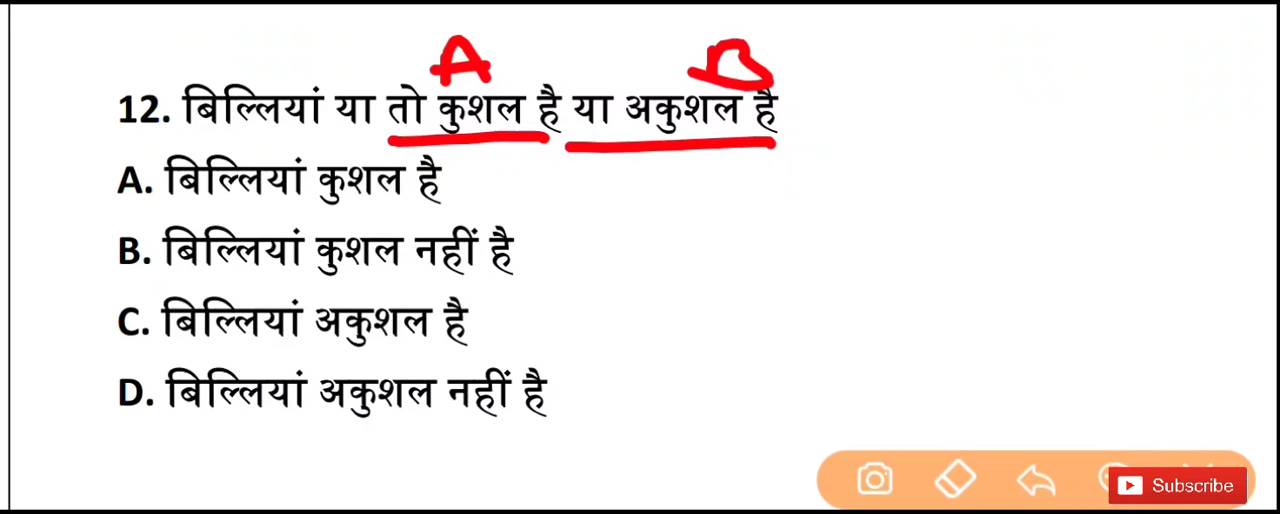 A B
12. बिल्लियां या तो कुशल है या अकुशल है
A. बिल्लियां कुशल है
B. बिल्लियां कुशल नहीं है
C. बिल्लियां अकुशल है
D. बिल्लियां अकुशल नहीं है
Subscribe